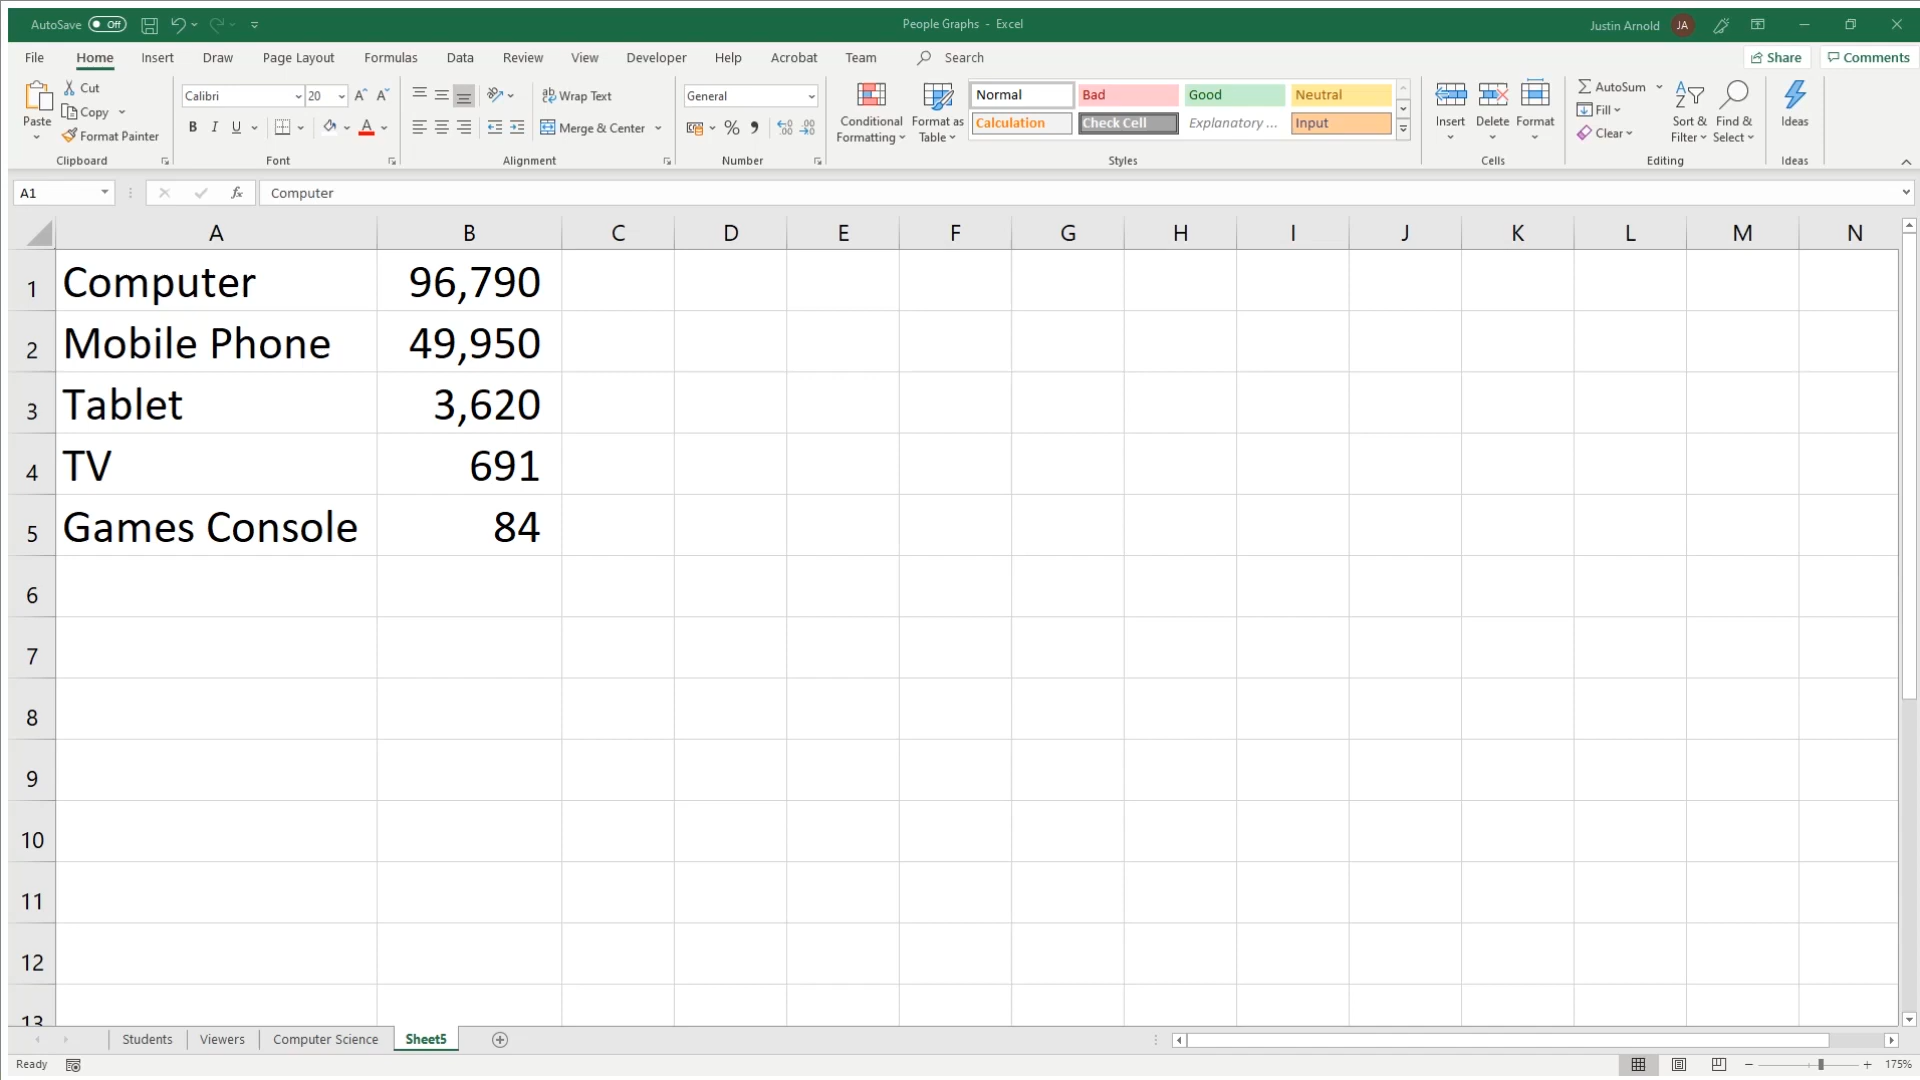 AutoSave Off People Graphs - Excel Justin Arnold JA
File Home Insert Draw Page Layout Formulas Data Review View Developer Help Acrobat Team Search Share Comments
Paste
Cut
Copy
Format Painter
Clipboard
Calibri 20
B I U A
Font
Wrap Text
Merge & Center
Alignment
General
%
Number
Conditional
Formatting
Format as
Table
Normal Bad Good Neutral
Calculation Check Cell Explanatory ... Input
Styles
Insert Delete Format
Cells
AutoSum
Fill
Clear
Sort &
Filter
Find &
Select
Editing
Ideas
Ideas
A1 fx Computer
A B C D E F G H I J K L M N
1 Computer 96,790
2 Mobile Phone 49,950
3 Tablet 3,620
4 TV 691
5 Games Console 84
6
7
8
9
10
11
12
13
Students Viewers Computer Science Sheet5
Ready 175%